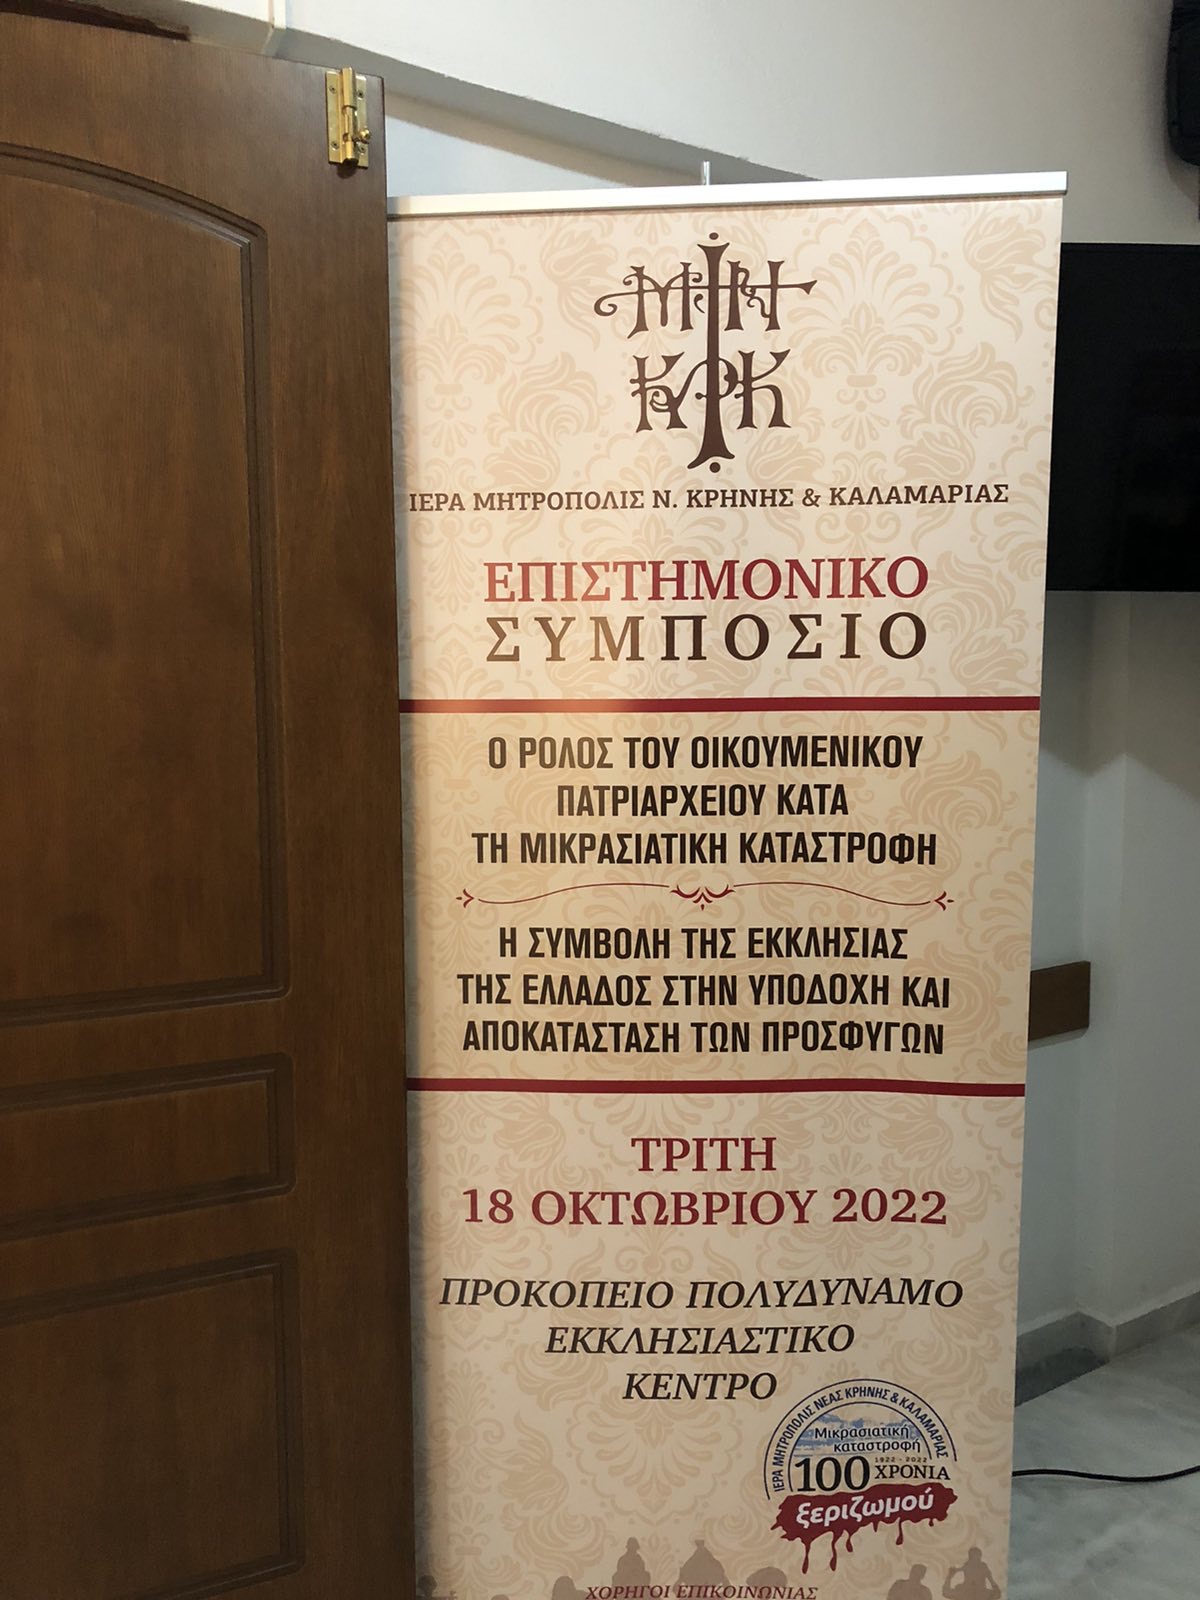 ΙΕΡΑ ΜΗΤΡΟΠΟΛΙΣ Ν. ΚΡΗΝΗΣ & ΚΑΛΑΜΑΡΙΑΣ
ΕΠΙΣΤΗΜΟΝΙΚΟ
ΣΥΜΠΟΣΙΟ
Ο ΡΟΛΟΣ ΤΟΥ ΟΙΚΟΥΜΕΝΙΚΟΥ
ΠΑΤΡΙΑΡΧΕΙΟΥ ΚΑΤΑ
ΤΗ ΜΙΚΡΑΣΙΑΤΙΚΗ ΚΑΤΑΣΤΡΟΦΗ
Η ΣΥΜΒΟΛΗ ΤΗΣ ΕΚΚΛΗΣΙΑΣ
ΤΗΣ ΕΛΛΑΔΟΣ ΣΤΗΝ ΥΠΟΔΟΧΗ ΚΑΙ
ΑΠΟΚΑΤΑΣΤΑΣΗ ΤΩΝ ΠΡΟΣΦΥΓΩΝ
ΤΡΙΤΗ
18 ΟΚΤΩΒΡΙΟΥ 2022
ΠΡΟΚΟΠΕΙΟ ΠΟΛΥΔΥΝΑΜΟ
ΕΚΚΛΗΣΙΑΣΤΙΚΟ
ΚΕΝΤΡΟ
ΙΕΡΑ ΜΗΤΡΟΠΟΛΙΣ ΝΕΑΣ ΚΡΗΝΗΣ & ΚΑΛΑΜΑΡΙΑΣ
Μικρασιατική
καταστροφή
1922 - 2022
100 ΧΡΟΝΙΑ
ξεριζωμού
ΧΟΡΗΓΟΙ ΕΠΙΚΟΙΝΩΝΙΑΣ